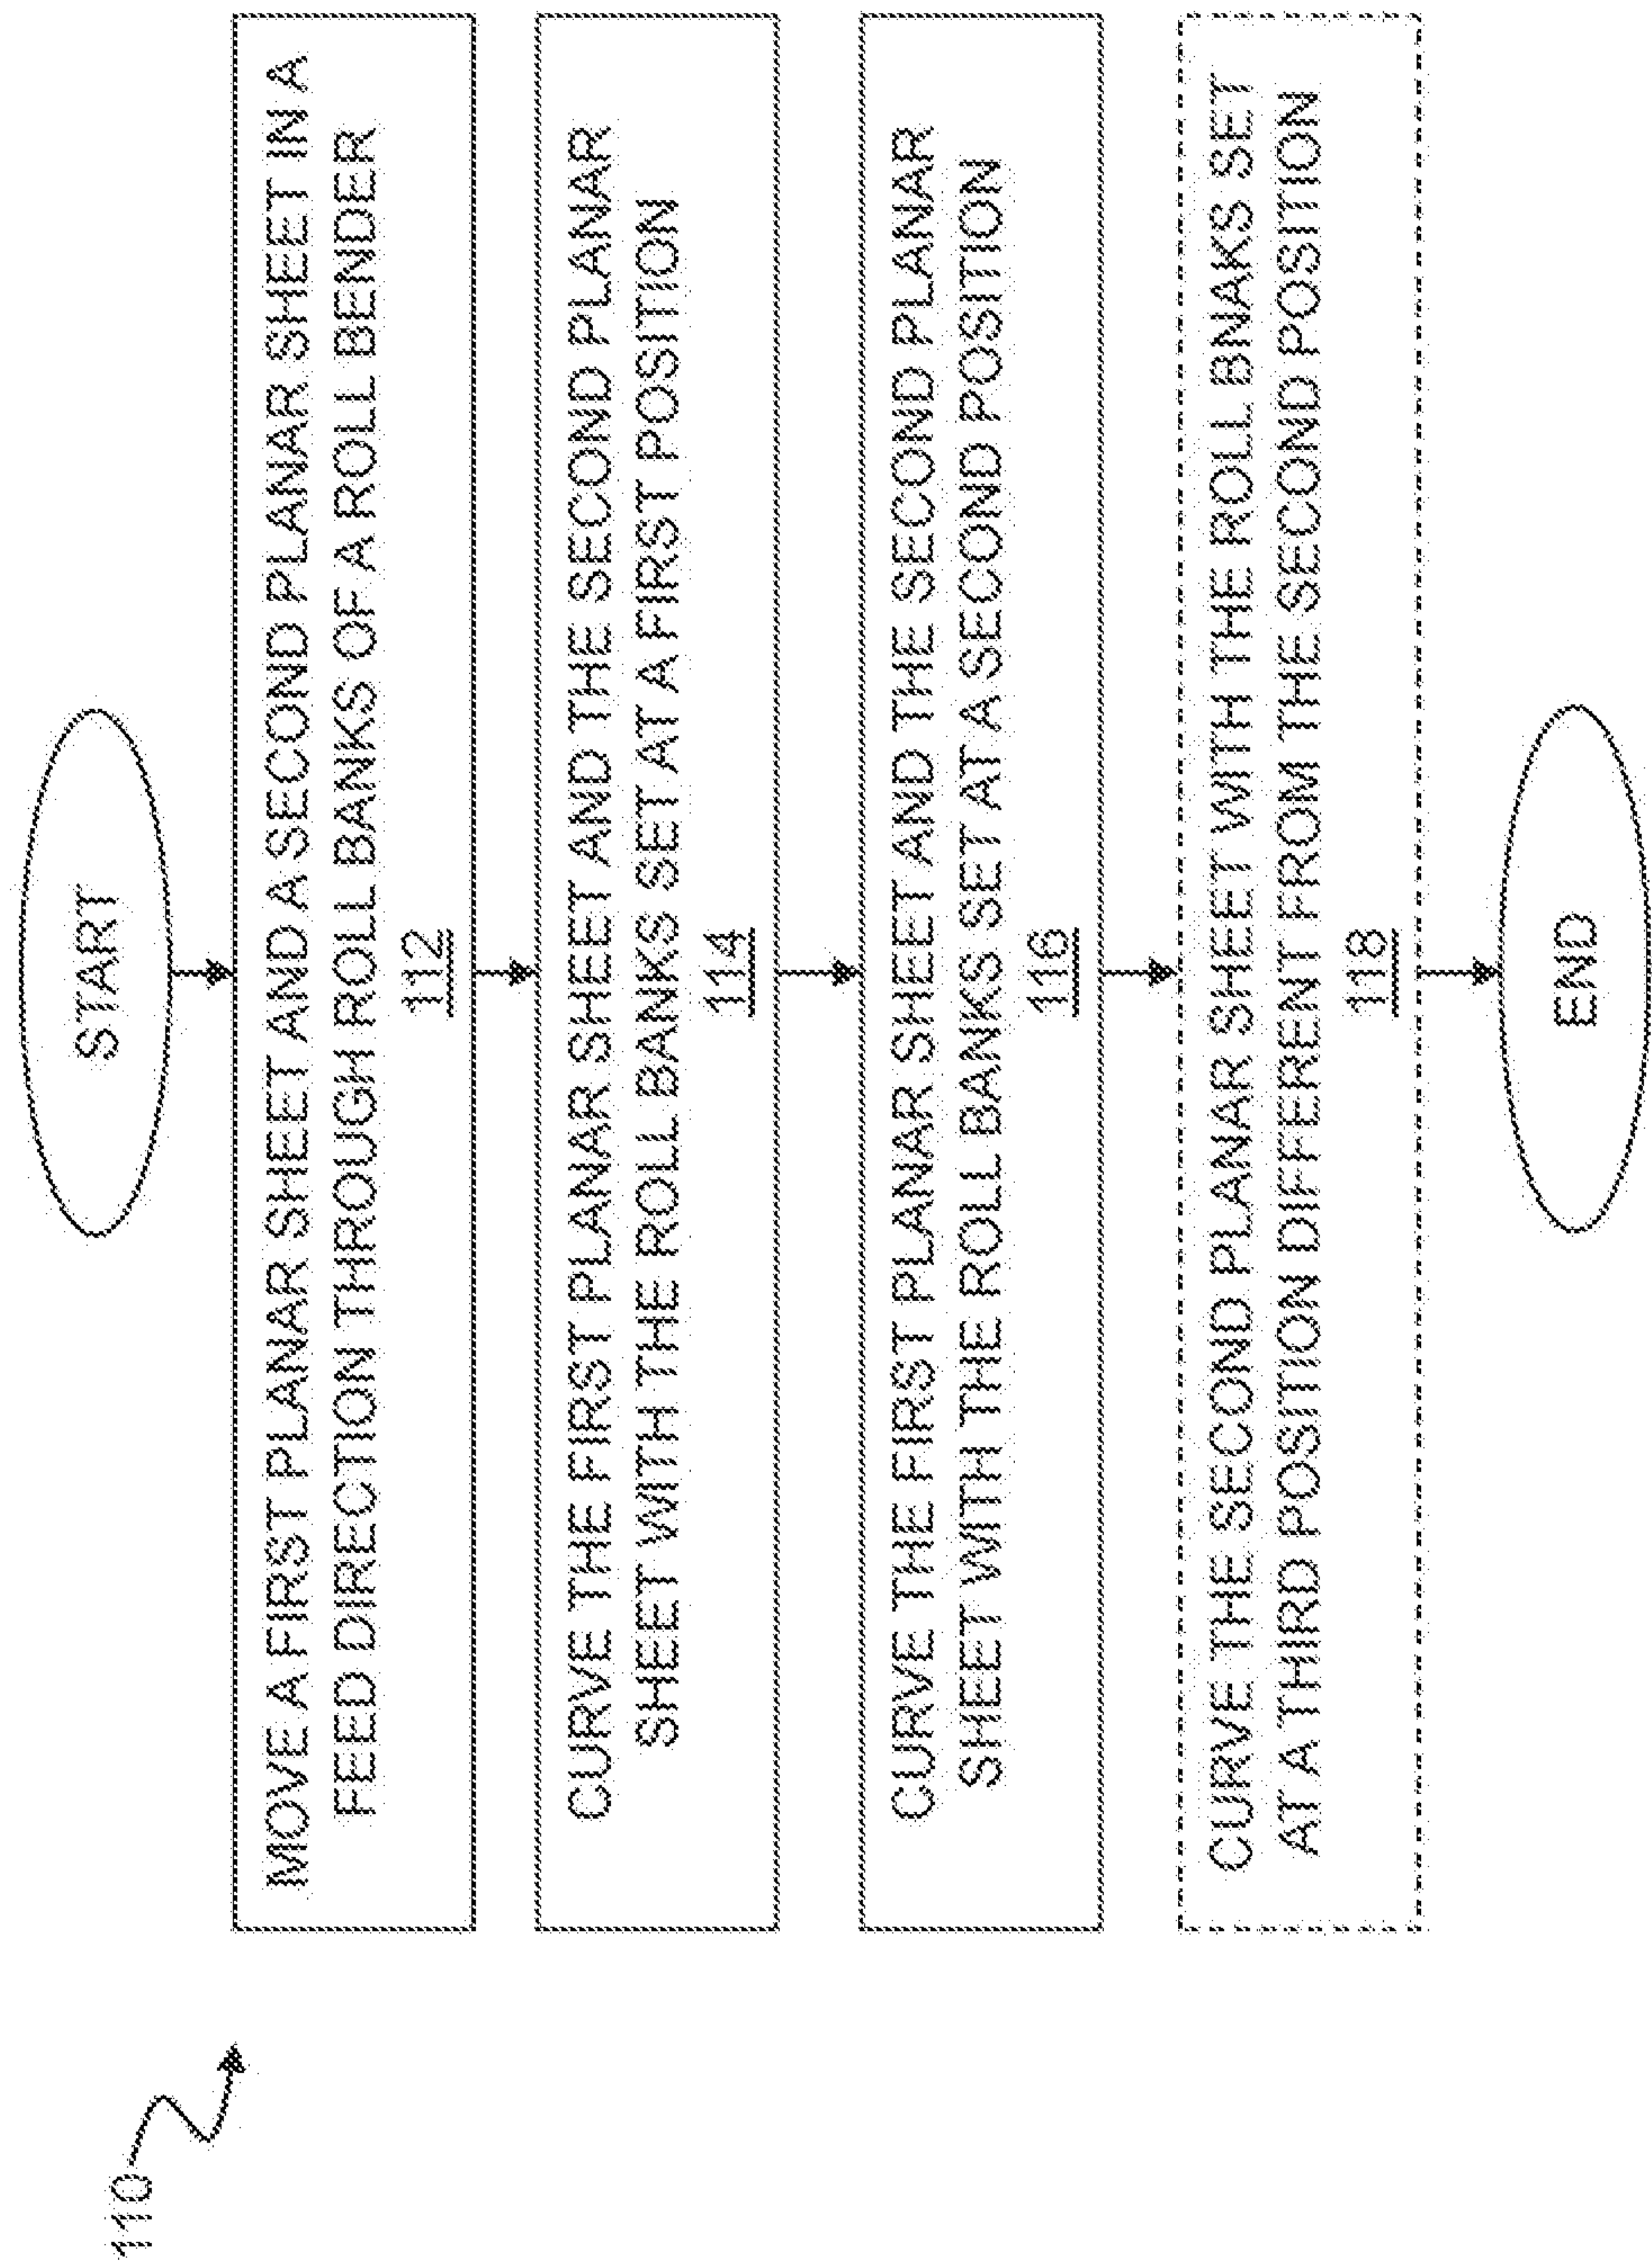 110
START
MOVE A FIRST PLANAR SHEET AND A SECOND PLANAR SHEET IN A
FEED DIRECTION THROUGH ROLL BANKS OF A ROLL BENDER
112
CURVE THE FIRST PLANAR SHEET AND THE SECOND PLANAR
SHEET WITH THE ROLL BANKS SET AT A FIRST POSITION
114
CURVE THE FIRST PLANAR SHEET AND THE SECOND PLANAR
SHEET WITH THE ROLL BANKS SET AT A SECOND POSITION
116
CURVE THE SECOND PLANAR SHEET WITH THE ROLL BNAKS SET
AT A THIRD POSITION DIFFERENT FROM THE SECOND POSITION
118
END